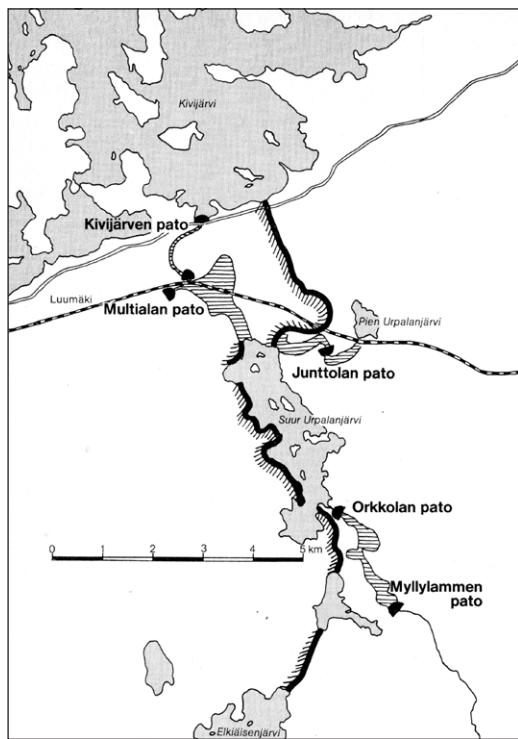 Kivijärvi
Kivijärven pato
Luumäki
Multialan pato
Pien Urpalanjärvi
Junttolan pato
Suur Urpalanjärvi
Orkkolan pato
0 1 2 3 4 5 km
Myllylammen
pato
Elkiäisenjärvi